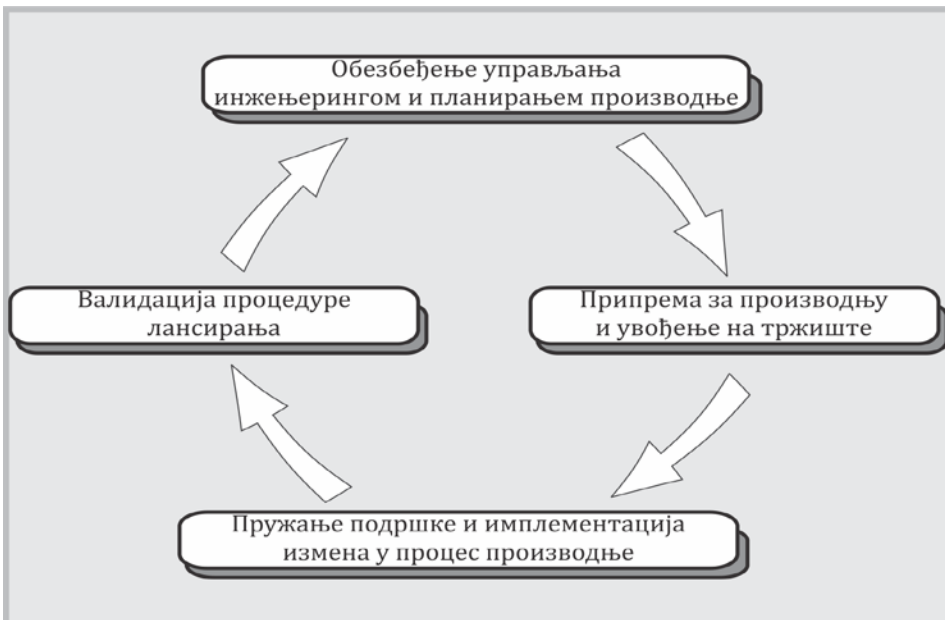 Обезбеђење управљања
инжењерингом и планирањем производње
Валидација процедуре
лансирања
Припрема за производњу
и увођење на тржиште
Пружање подршке и имплементација
измена у процес производње